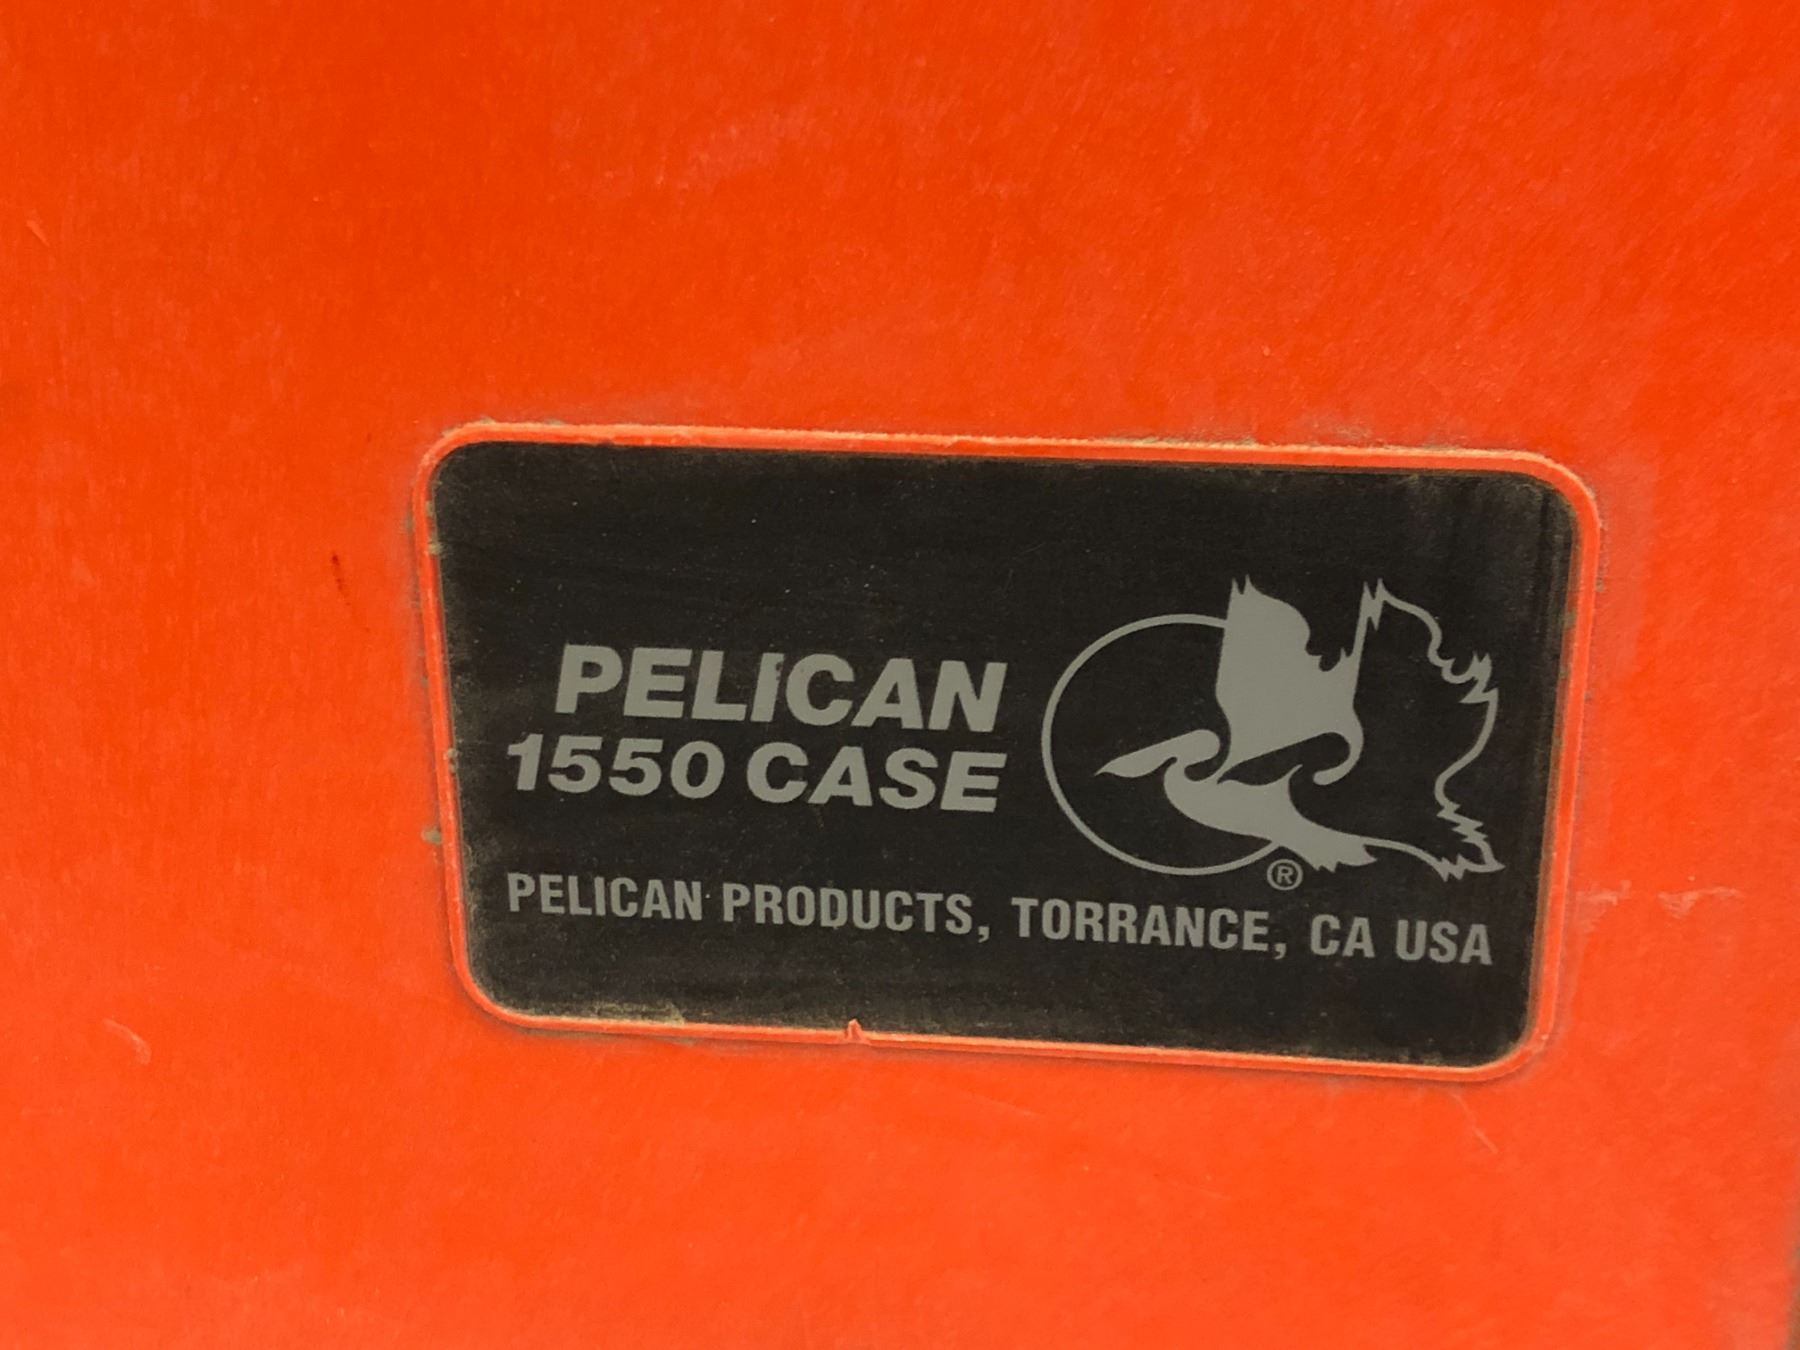 PELICAN
1550 CASE
®
PELICAN PRODUCTS, TORRANCE, CA USA